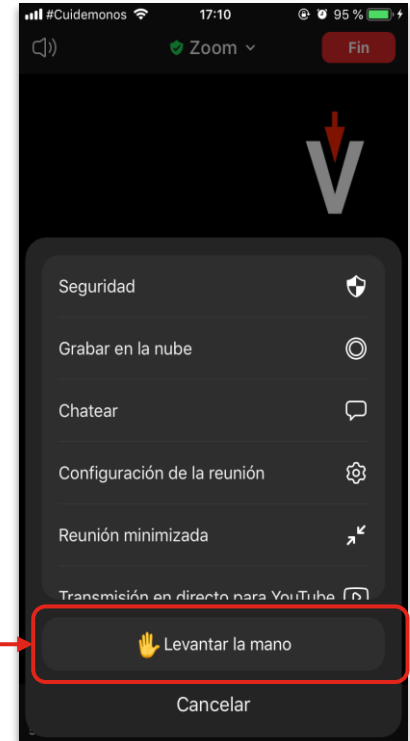 #Cuidemonos 17:10 95 %
Zoom Fin
V
Seguridad
Grabar en la nube
Chatear
Configuración de la reunión
Reunión minimizada
Transmisión en directo para YouTube
Levantar la mano
Cancelar